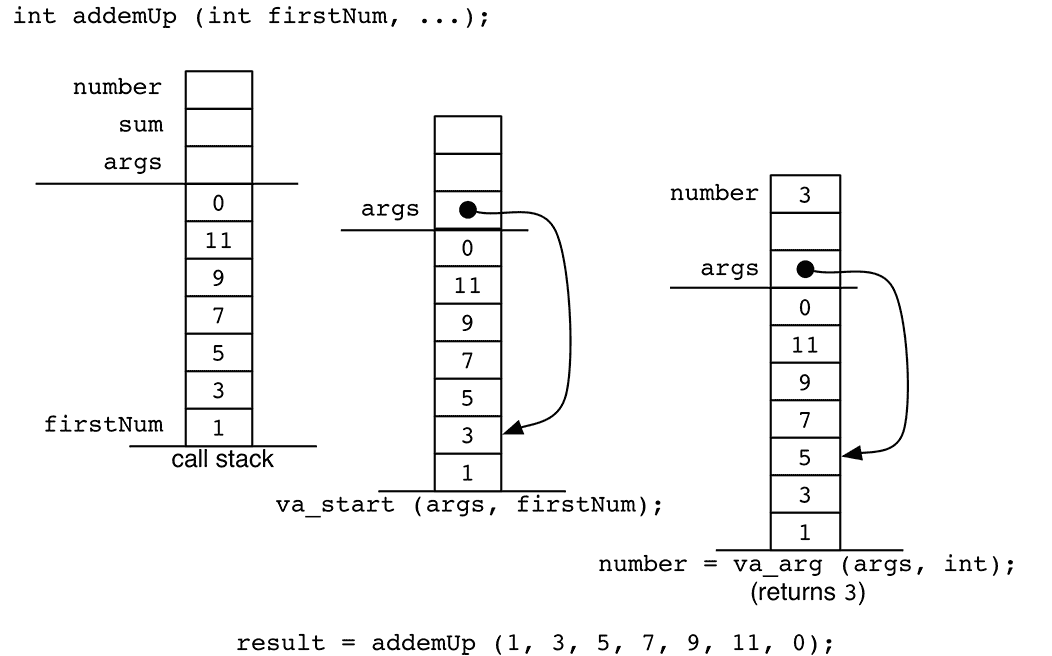 int addemUp (int firstNum, ...);
number
sum
args
0
11
9
7
5
3
firstNum 1
call stack
args
0
11
9
7
5
3
1
va_start (args, firstNum);
number 3
args
0
11
9
7
5
3
1
number = va_arg (args, int);
(returns 3)
result = addemUp (1, 3, 5, 7, 9, 11, 0);